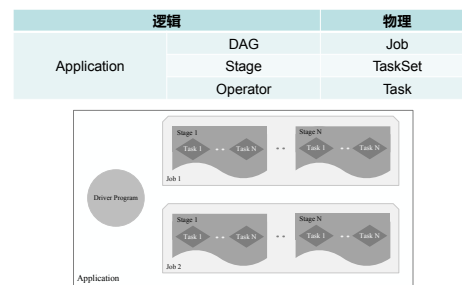 逻辑 物理
DAG Job
Application Stage TaskSet
Operator Task
Stage 1 Stage N
Task 1 Task N Task 1 Task N
Job 1
Driver Program
Stage 1 Stage N
Task 1 Task N Task 1 Task N
Job 2
Application